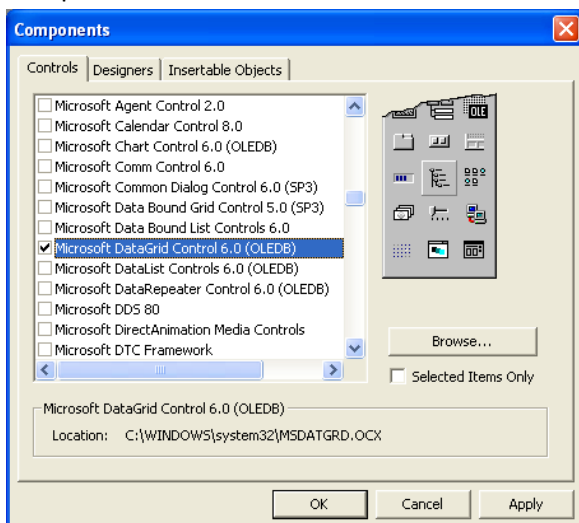 Components
Controls Designers Insertable Objects
Microsoft Agent Control 2.0
Microsoft Calendar Control 8.0
Microsoft Chart Control 6.0 (OLEDB)
Microsoft Comm Control 6.0
Microsoft Common Dialog Control 6.0 (SP3)
Microsoft Data Bound Grid Control 5.0 (SP3)
Microsoft Data Bound List Controls 6.0
Microsoft DataGrid Control 6.0 (OLEDB)
Microsoft DataList Controls 6.0 (OLEDB)
Microsoft DataRepeater Control 6.0 (OLEDB)
Microsoft DDS 80
Microsoft DirectAnimation Media Controls
Microsoft DTC Framework
OLE
Browse...
Selected Items Only
Microsoft DataGrid Control 6.0 (OLEDB)
Location: C:\WINDOWS\system32\MSDATGRD.OCX
OK Cancel Apply